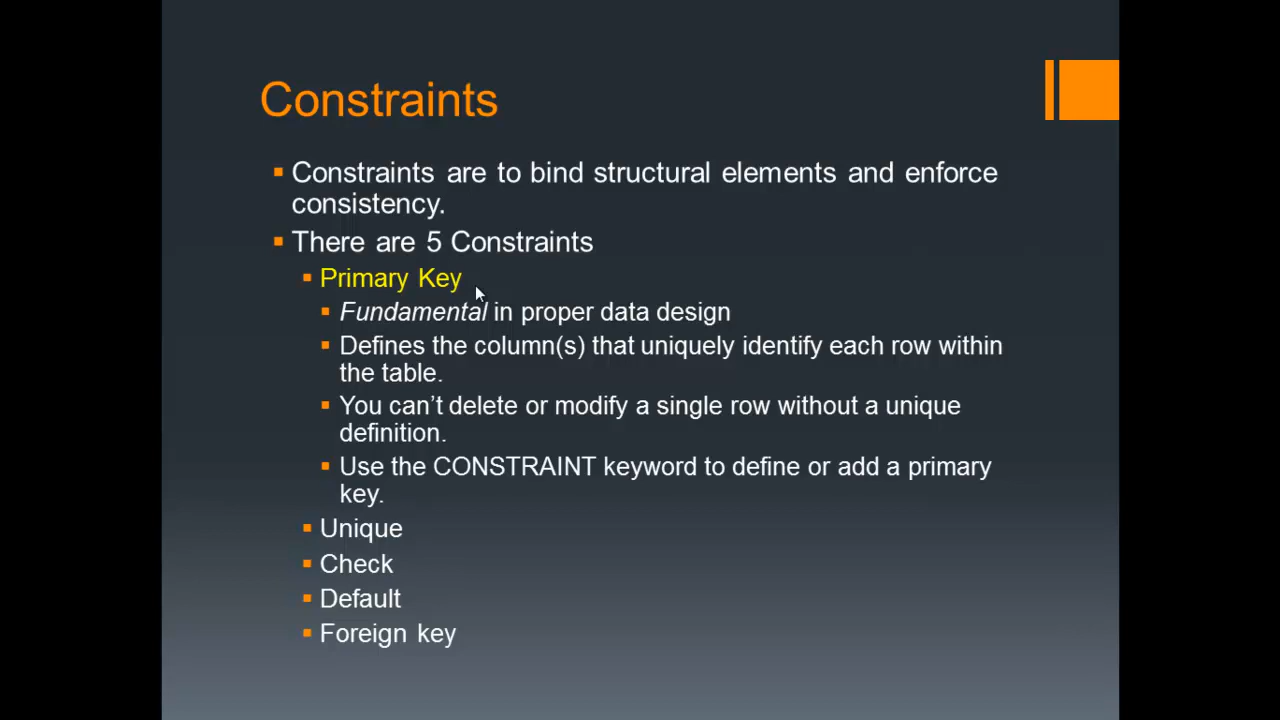 Constraints
Constraints are to bind structural elements and enforce
consistency.
There are 5 Constraints
Primary Key
Fundamental in proper data design
Defines the column(s) that uniquely identify each row within
the table.
You can’t delete or modify a single row without a unique
definition.
Use the CONSTRAINT keyword to define or add a primary
key.
Unique
Check
Default
Foreign key